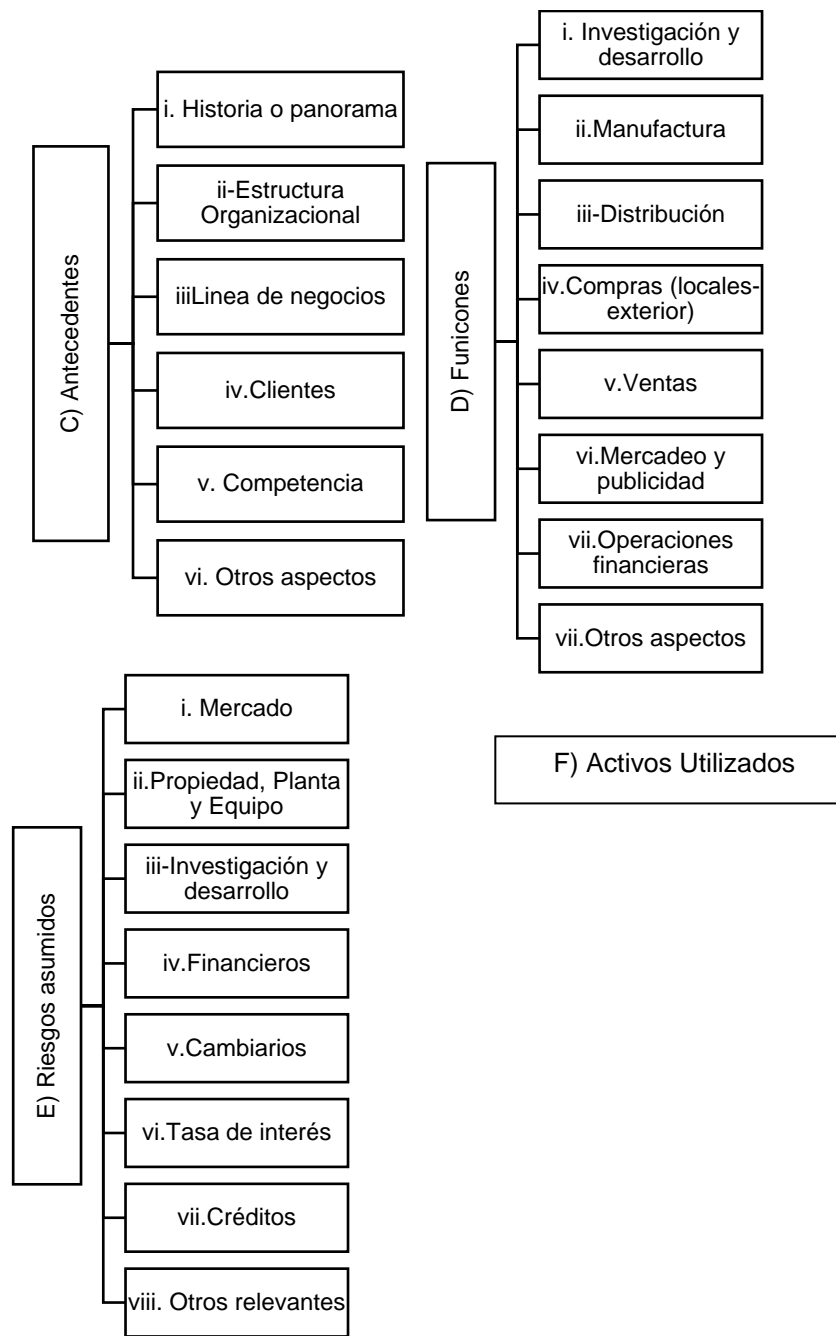 C) Antecedentes
i. Historia o panorama
ii-Estructura
Organizacional
iiiLinea de negocios
iv.Clientes
v. Competencia
vi. Otros aspectos
D) Funicones
i. Investigación y
desarrollo
ii.Manufactura
iii-Distribución
iv.Compras (locales-
exterior)
v.Ventas
vi.Mercadeo y
publicidad
vii.Operaciones
financieras
vii.Otros aspectos
E) Riesgos asumidos
i. Mercado
ii.Propiedad, Planta
y Equipo
iii-Investigación y
desarrollo
iv.Financieros
v.Cambiarios
vi.Tasa de interés
vii.Créditos
viii. Otros relevantes
F) Activos Utilizados